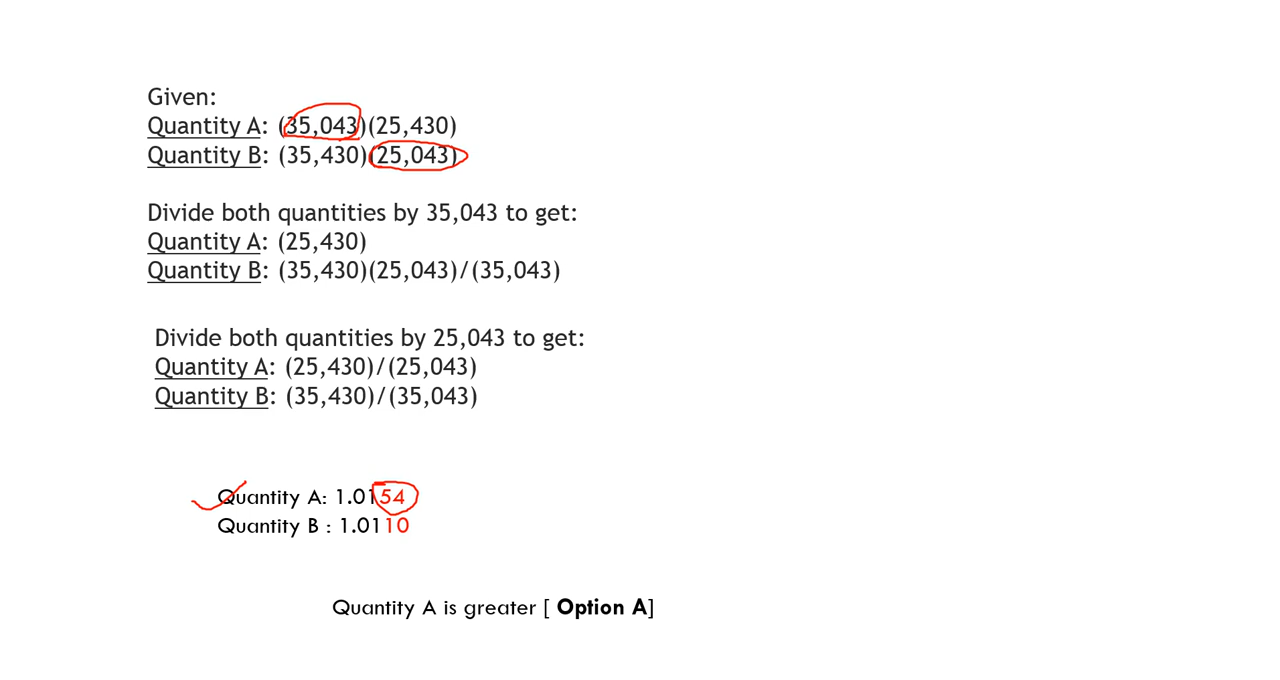 Given:
Quantity A: (35,043)(25,430)
Quantity B: (35,430)(25,043)
Divide both quantities by 35,043 to get:
Quantity A: (25,430)
Quantity B: (35,430)(25,043)/(35,043)
Divide both quantities by 25,043 to get:
Quantity A: (25,430)/(25,043)
Quantity B: (35,430)/(35,043)
Quantity A: 1.0154
Quantity B : 1.0110
Quantity A is greater [ Option A]